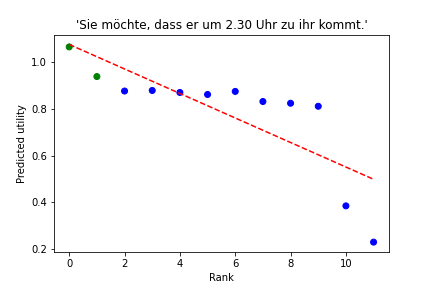 'Sie möchte, dass er um 2.30 Uhr zu ihr kommt.'
Predicted utility
1.0
0.8
0.6
0.4
0.2
0 2 4 6 8 10
Rank